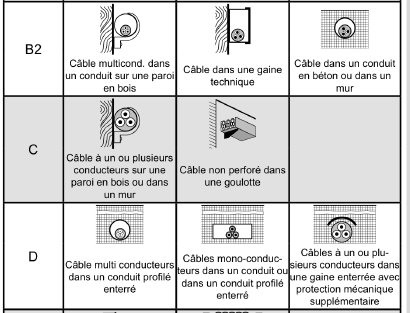 B2
Câble multicond. dans
un conduit sur une paroi
en bois
Câble dans une gaine
technique
Câble dans un conduit
en béton ou dans un
mur
C
Câble à un ou plusieurs
conducteurs sur une
paroi en bois ou dans
un mur
Câble non perforé dans
une goulotte
D
Câble multi conducteurs
dans un conduit profilé
enterré
Câbles mono-conduc-
teurs dans un conduit ou
dans un conduit profilé
enterré
Câbles à un ou plu-
sieurs conducteurs dans
une gaine enterrée avec
protection mécanique
supplémentaire